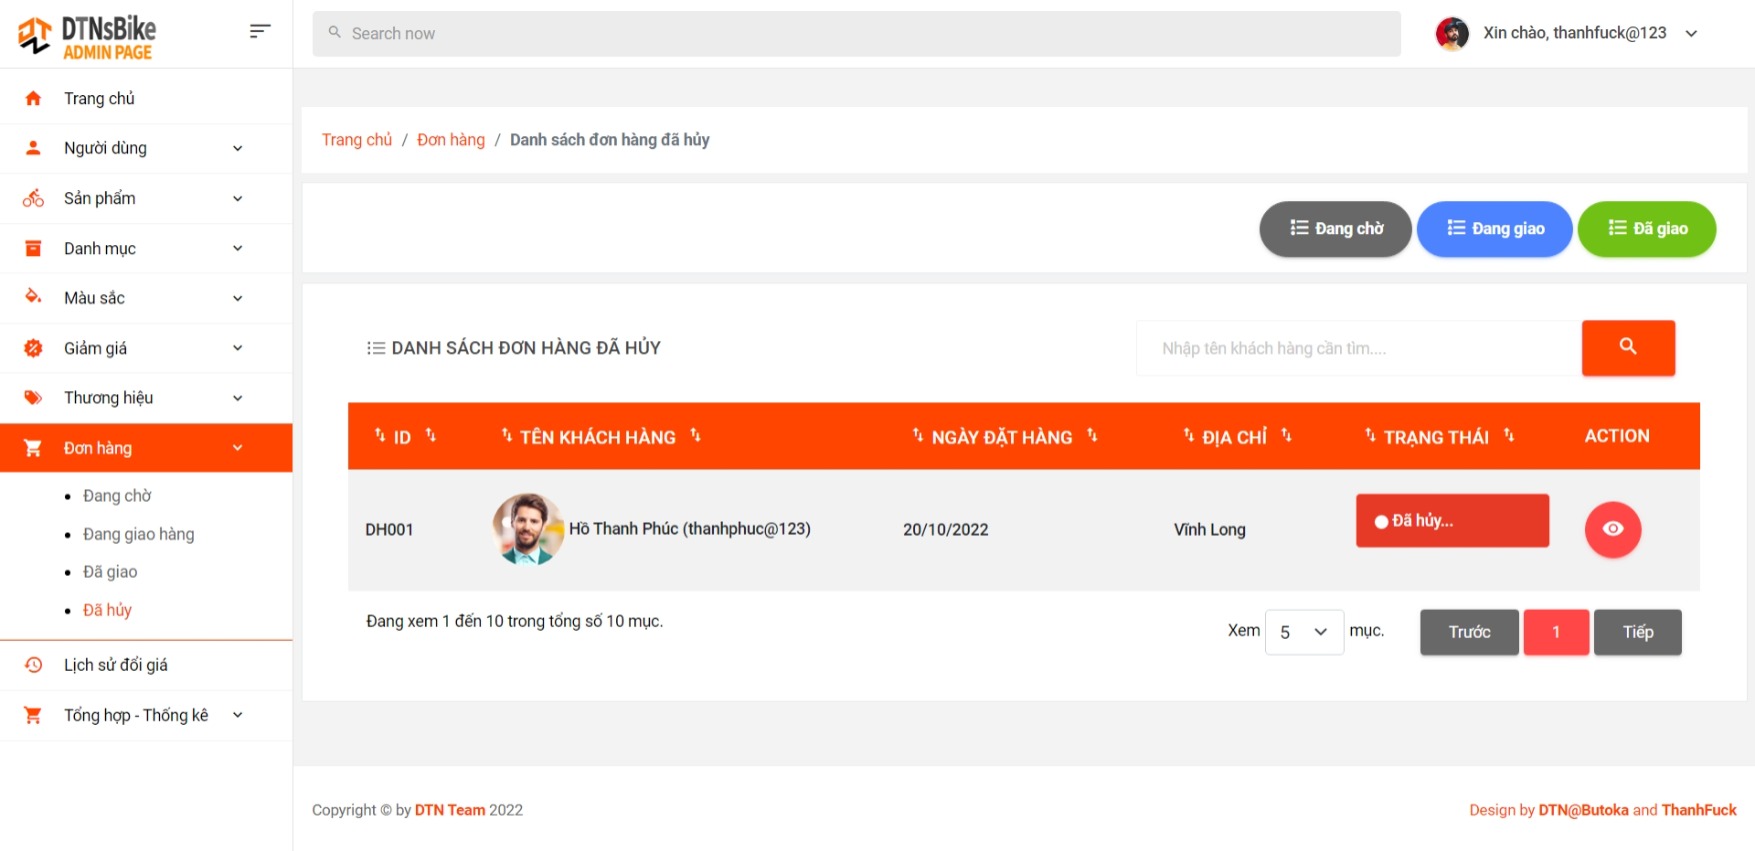 DTNsBike
ADMIN PAGE
Search now
Xin chào, thanhfuck@123
Trang chủ
Người dùng
Sản phẩm
Danh mục
Màu sắc
Giảm giá
Thương hiệu
Đơn hàng
Đang chờ
Đang giao hàng
Đã giao
Đã hủy
Lịch sử đổi giá
Tổng hợp - Thống kê
Trang chủ / Đơn hàng / Danh sách đơn hàng đã hủy
Đang chờ Đang giao Đã giao
DANH SÁCH ĐƠN HÀNG ĐÃ HỦY
Nhập tên khách hàng cần tìm....
ID TÊN KHÁCH HÀNG NGÀY ĐẶT HÀNG ĐỊA CHỈ TRẠNG THÁI ACTION
DH001 Hồ Thanh Phúc (thanhphuc@123) 20/10/2022 Vĩnh Long Đã hủy...
Đang xem 1 đến 10 trong tổng số 10 mục.
Xem 5 mục. Trước 1 Tiếp
Copyright © by DTN Team 2022
Design by DTN@Butoka and ThanhFuck